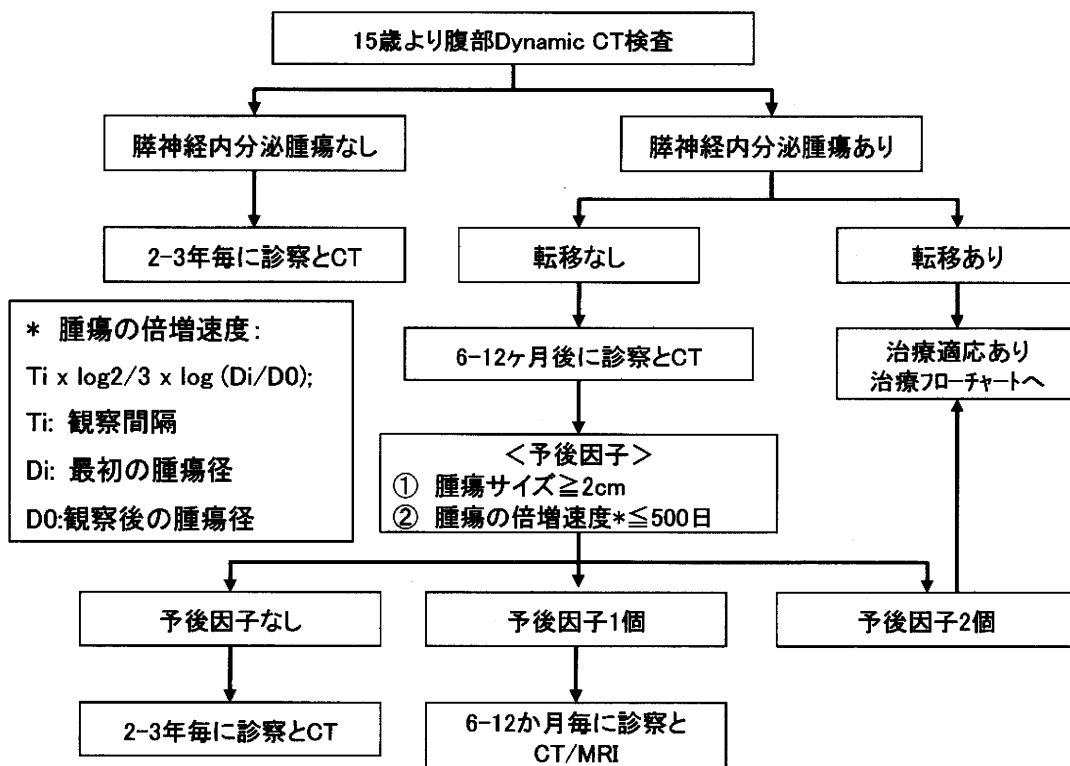 15歳より腹部Dynamic CT検査
膵神経内分泌腫瘍なし
膵神経内分泌腫瘍あり
2-3年毎に診察とCT
転移なし
転移あり
* 腫瘍の倍増速度:
Ti x log2/3 x log (Di/D0);
Ti: 観察間隔
Di: 最初の腫瘍径
D0:観察後の腫瘍径
6-12ヶ月後に診察とCT
治療適応あり
治療フローチャートへ
＜予後因子＞
① 腫瘍サイズ≧2cm
② 腫瘍の倍増速度*≦500日
予後因子なし
予後因子1個
予後因子2個
2-3年毎に診察とCT
6-12か月毎に診察と
CT/MRI